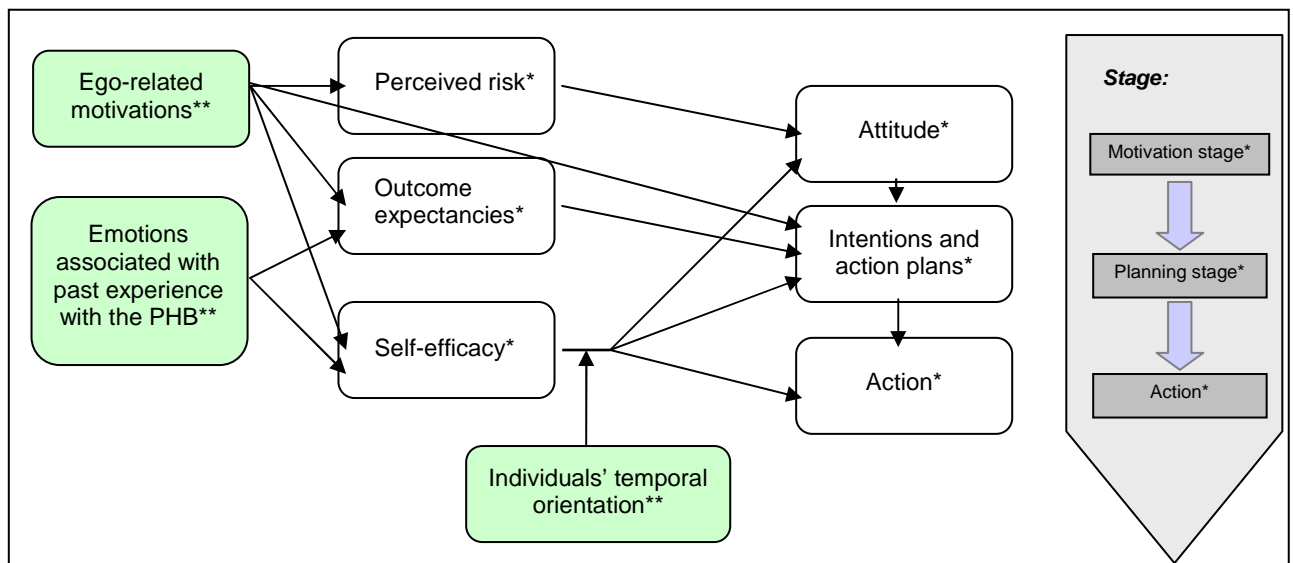 Ego-related
motivations**
Emotions
associated with
past experience
with the PHB**
Perceived risk*
Outcome
expectancies*
Self-efficacy*
Individuals’ temporal
orientation**
Attitude*
Intentions and
action plans*
Action*
Stage:
Motivation stage*
Planning stage*
Action*